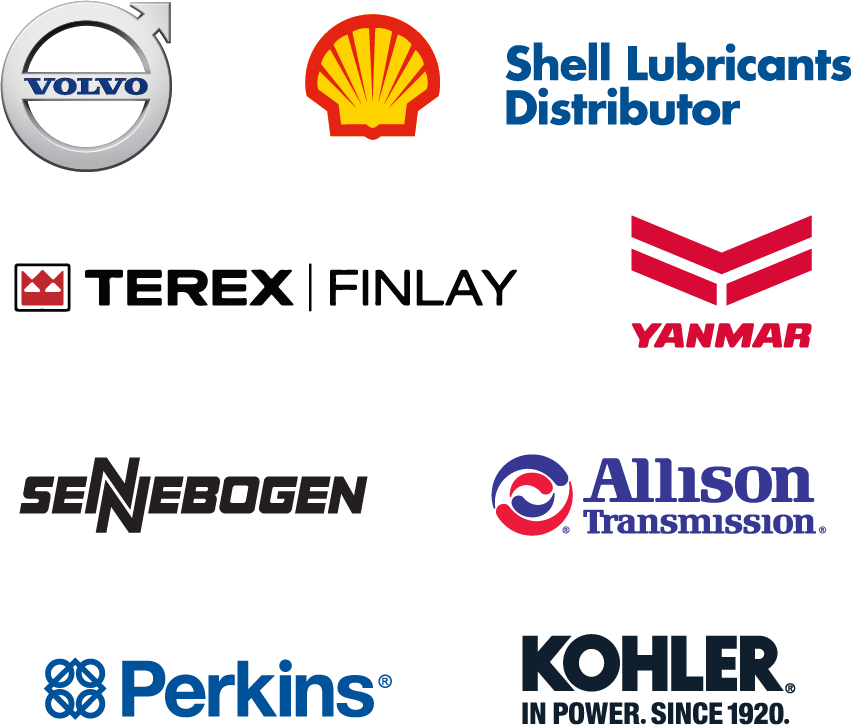 VOLVO
Shell Lubricants
Distributor
TEREX | FINLAY
YANMAR
SENNEBOGEN
Allison
Transmission®
Perkins®
KOHLER®
IN POWER. SINCE 1920.